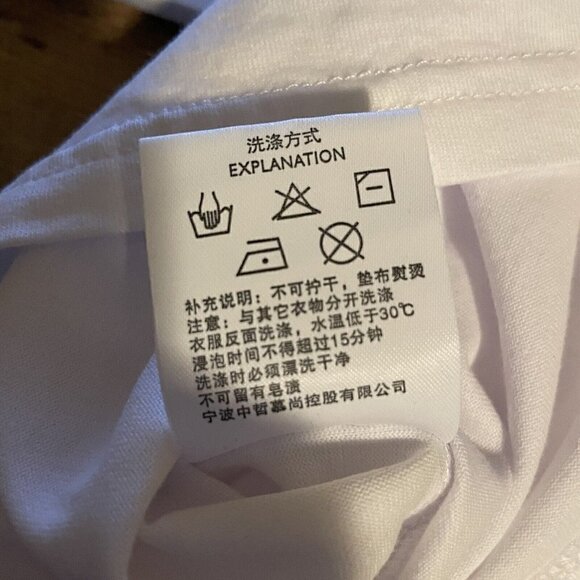 洗涤方式
EXPLANATION
补充说明：不可拧干，垫布熨烫
注意：与其它衣物分开洗涤
衣服反面洗涤，水温低于30℃
浸泡时间不得超过15分钟
洗涤时必须漂洗干净
不可留有皂渍
宁波中哲慕尚控股有限公司